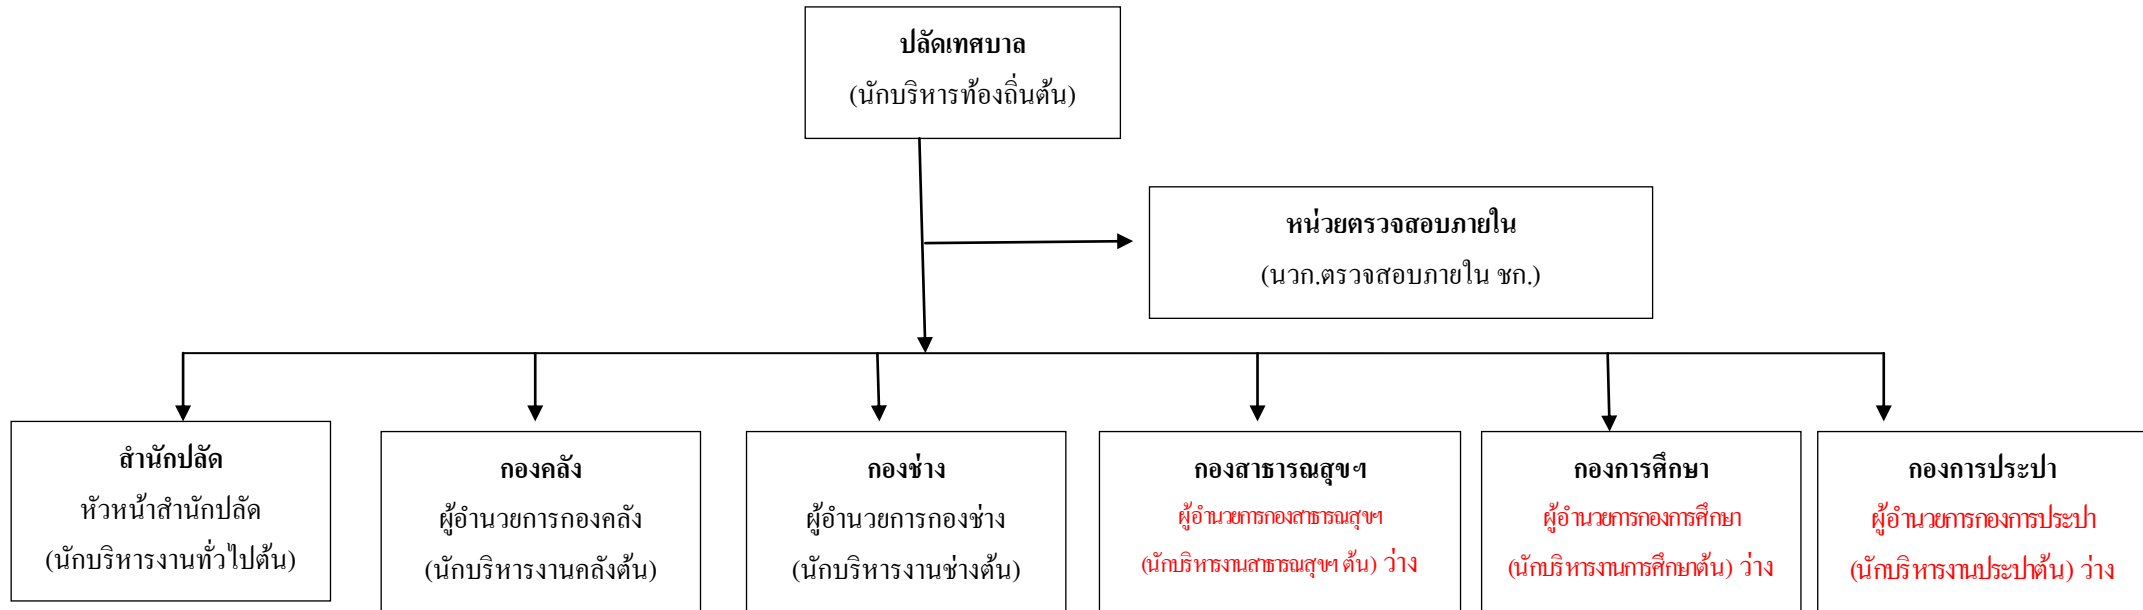 ปลัดเทศบาล
(นักบริหารท้องถิ่นต้น)
หน่วยตรวจสอบภายใน
(นวก.ตรวจสอบภายใน ชก.)
สำนักปลัด
หัวหน้าสำนักปลัด
(นักบริหารงานทั่วไปต้น)
กองคลัง
ผู้อำนวยการกองคลัง
(นักบริหารงานคลังต้น)
กองช่าง
ผู้อำนวยการกองช่าง
(นักบริหารงานช่างต้น)
กองสาธารณสุขฯ
ผู้อำนวยการกองสาธารณสุขฯ
(นักบริหารงานสาธารณสุขฯ ต้น) ว่าง
กองการศึกษา
ผู้อำนวยการกองการศึกษา
(นักบริหารงานการศึกษาต้น) ว่าง
กองการประปา
ผู้อำนวยการกองการประปา
(นักบริหารงานประปาต้น) ว่าง